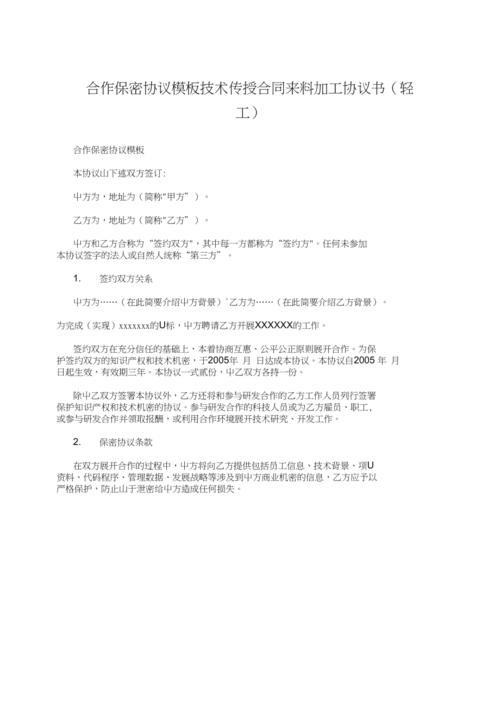 合作保密协议模板技术传授合同来料加工协议书（轻
工）
合作保密协议模板
本协议山下述双方签订:
屮方为，地址为（简称"甲方”）。
乙方为，地址为（简称"乙方”）。
屮方和乙方合称为“签约双方"，其中每一方都称为“签约方"。任何未参加
本协议签字的法人或自然人统称“第三方”。
1. 签约双方关系
屮方为……（在此简要介绍屮方背景）`乙方为……（在此简要介绍乙方背景）。
为完成（实现）xxxxxxx的U标，屮方聘请乙方开展XXXXXX的工作。
签约双方在充分信任的基础上、本着协商互惠、公平公正原则展开合作。为保
护签约双方的知识产权和技术机密，于2005年 月 日达成本协议。本协议自2005 年 月
日起生效，有效期三年。本协议一式贰份，屮乙双方各持一份。
除屮乙双方签署本协议外，乙方还将和参与研发合作的乙方工作人员列行签署
保护知识产权和技术机密的协议。参与研发合作的科技人员或为乙方雇员、职工,
或参与研发合作并领取报酬，或利用合作环境展开技术研究、开发工作。
2. 保密协议条款
在双方展开合作的过程中，屮方将向乙方提供包括员工信息、技术背景、项U
资料、代码程序、管理数据、发展战略等涉及到屮方商业机密的信息，乙方应予以
严格保护，防止山于泄密给屮方造成任何损失。